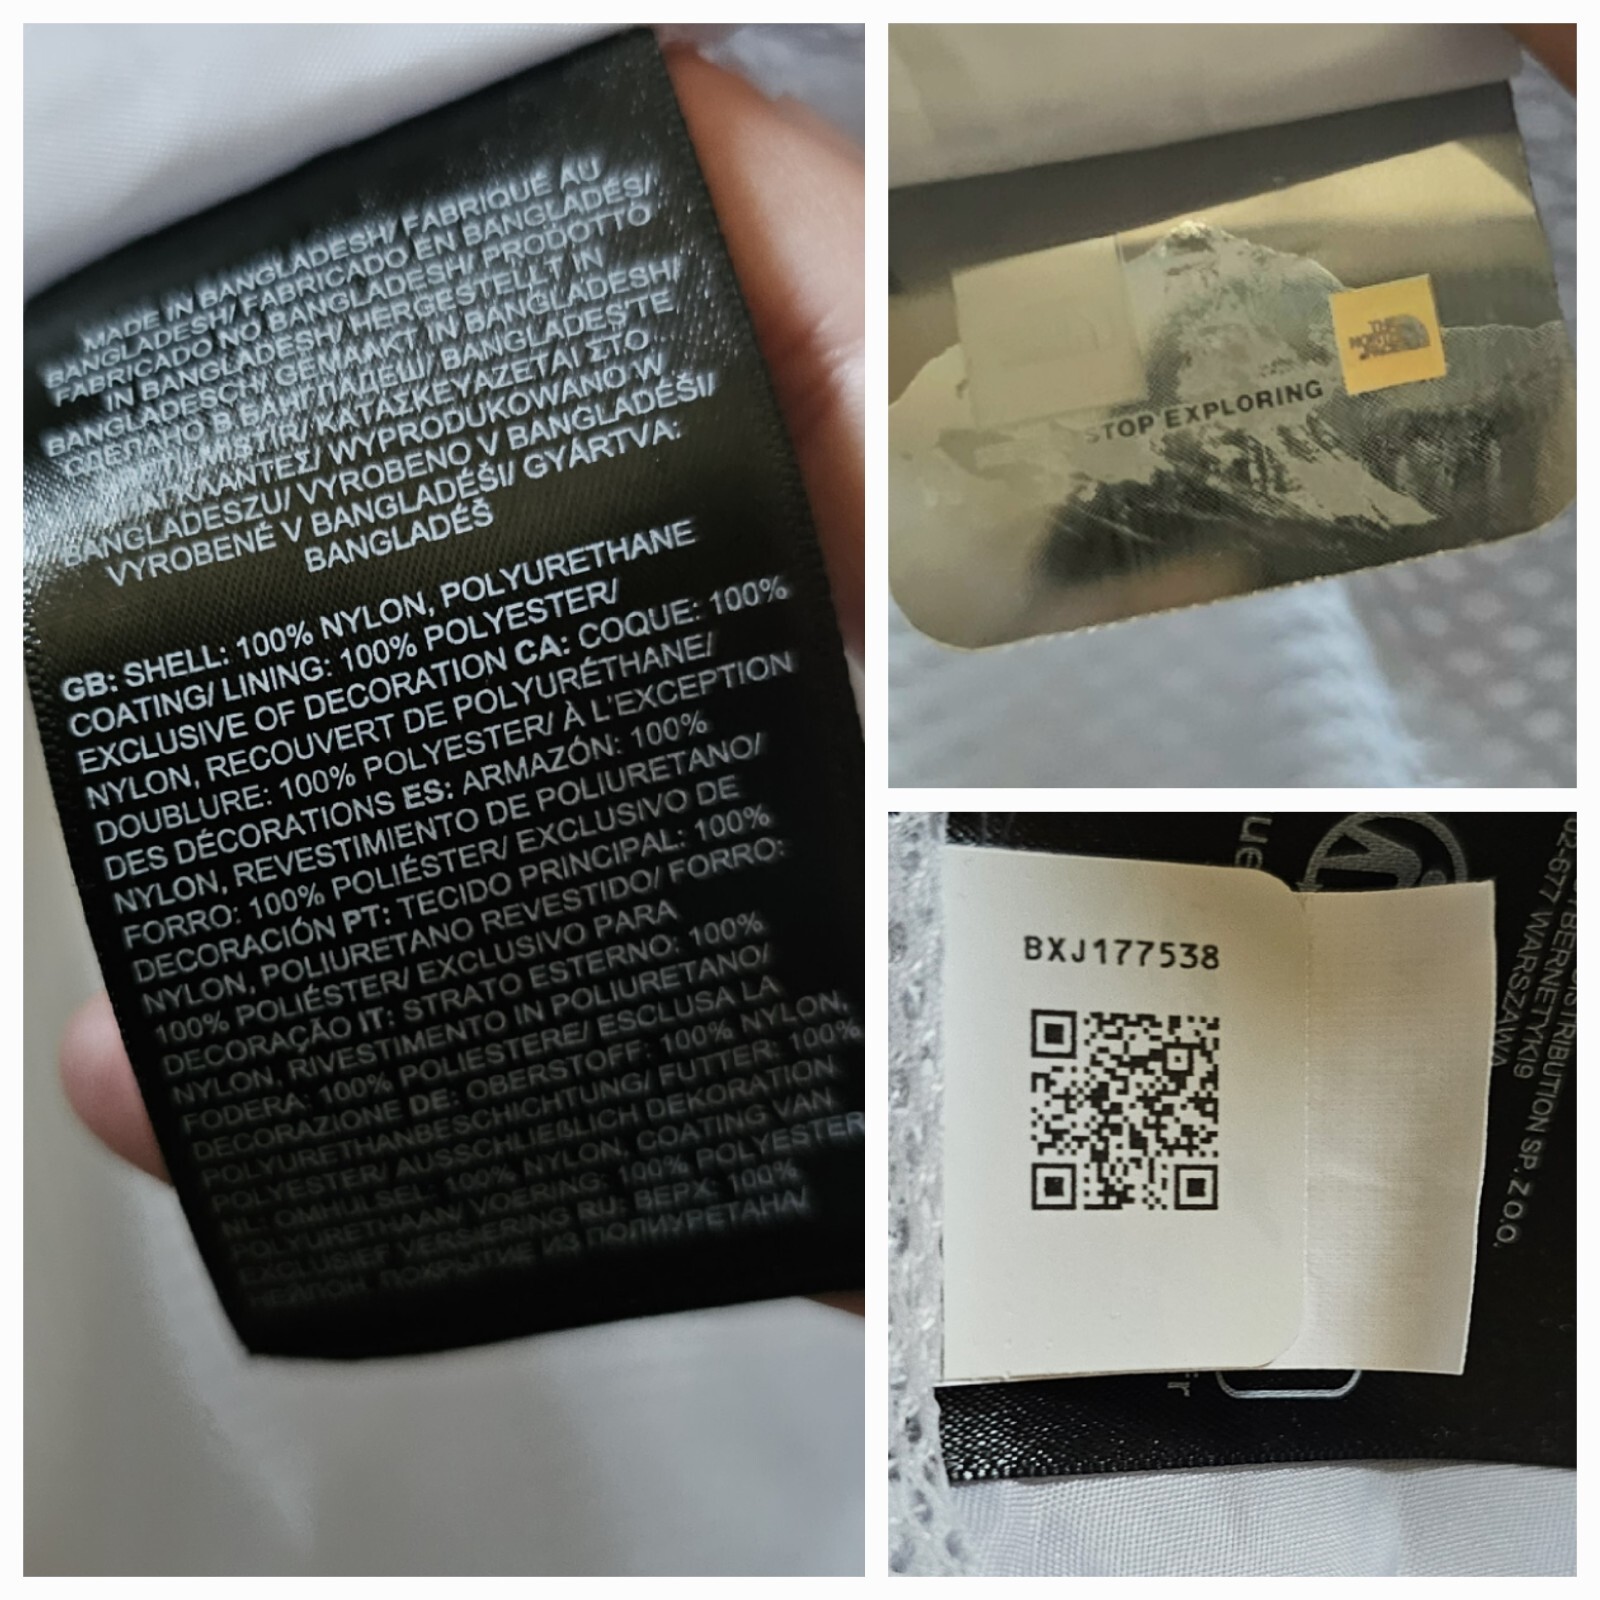 MADE IN BANGLADESH/ FABRIQUÉ AU
BANGLADESH/ FABRICADO EN BANGLADÉS/
FABRICADO NO BANGLADESH/ PRODOTTO
IN BANGLADESH/ HERGESTELLT IN
BANGLADESCH/ GEMAAKT IN BANGLADESH/
СДЕЛАНО В БАНГЛАДЕШ/ BANGLADEŞ'TE
ΚΑΤΑΣΚΕΥΑΖΕΤΑΙ ΣΤΟ
WYPRODUKOWANO W
BANGLADESZU/ VYROBENO V BANGLADÉŠI/
VYROBENÉ V BANGLADÉŠI/ GYÁRTVA:
BANGLADÉŠ
GB: SHELL: 100% NYLON, POLYURETHANE
COATING/ LINING: 100% POLYESTER/
EXCLUSIVE OF DECORATION CA: COQUE: 100%
NYLON, RECOUVERT DE POLYURÉTHANE/
DOUBLURE: 100% POLYESTER/ À L'EXCEPTION
DES DÉCORATIONS ES: ARMAZÓN: 100%
NYLON, REVESTIMIENTO DE POLIURETANO/
FORRO: 100% POLIÉSTER/ EXCLUSIVO DE
DECORACIÓN PT: TECIDO PRINCIPAL: 100%
NYLON, POLIURETANO REVESTIDO/ FORRO:
100% POLIÉSTER/ EXCLUSIVO PARA
DECORAÇÃO IT: STRATO ESTERNO: 100%
NYLON, RIVESTIMENTO IN POLIURETANO/
FODERA: 100% POLIESTERE/ ESCLUSA LA
DECORAZIONE DE: OBERSTOFF: 100% NYLON,
POLYURETHANBESCHICHTUNG/ FUTTER: 100%
POLYESTER/ AUSSCHLIEßLICH DEKORATION
NL: OMHULSEL: 100% NYLON, COATING VAN
POLYURETHAAN/ VOERING: 100% POLYESTER
EXCLUSIEF VERSIERING RU: ВЕРХ: 100%
НЕЙЛОН, ПОКРЫТИЕ ИЗ ПОЛИУРЕТАНА/
THE
NORTH
FACE
STOP EXPLORING
BXJ177538
02-677 WARSZAWA